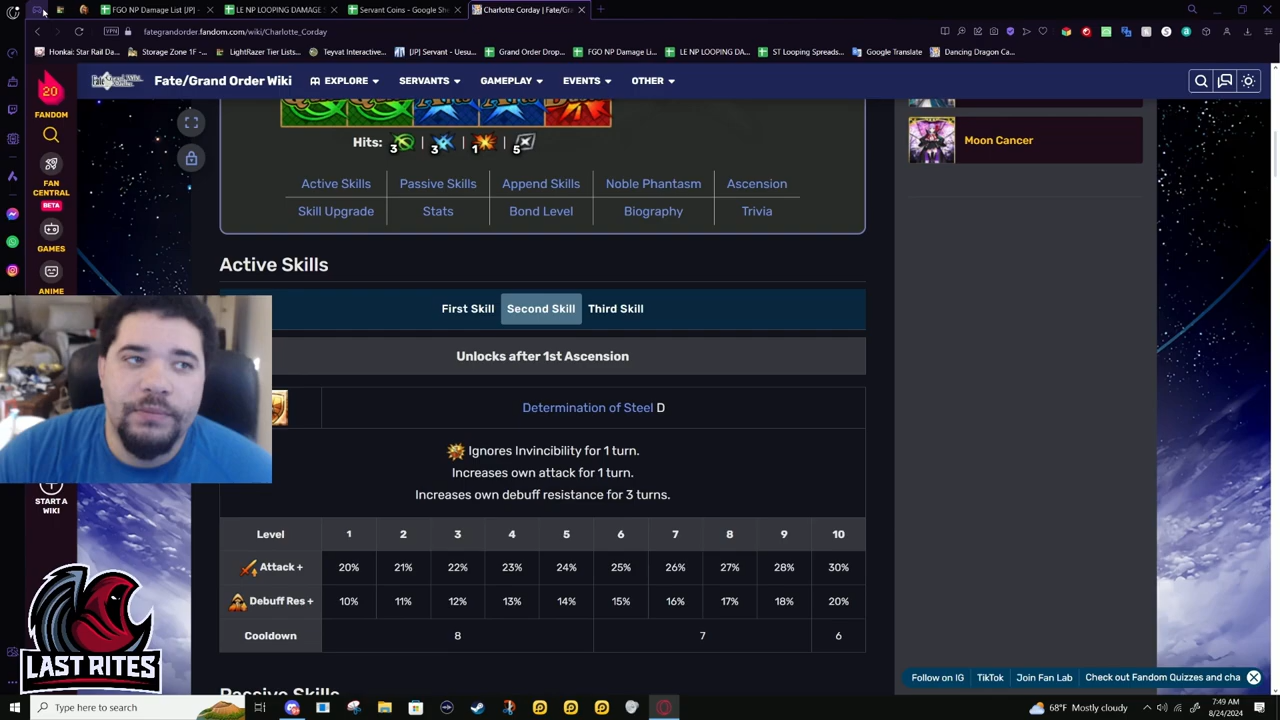 FGO NP Damage List [JP] -
LE NP LOOPING DAMAGE
Servant Coins - Google She
Charlotte Corday | Fate/Gr
VPN
fategrandorder.fandom.com/wiki/Charlotte_Corday
Honkai: Star Rail Da...
Storage Zone 1F -...
LightRazer Tier Lists...
Teyvat Interactive...
[JP] Servant - Uesu...
Grand Order Drop...
FGO NP Damage Li...
LE NP LOOPING DA...
ST Looping Spreads...
Google Translate
Dancing Dragon Ca...
20
FANDOM
FAN CENTRAL
BETA
GAMES
ANIME
START A WIKI
Fate/Grand Order Wiki
EXPLORE
SERVANTS
GAMEPLAY
EVENTS
OTHER
Quick
Quick
Arts
Arts
Buster
Hits: 3 | 3 | 1 | 5
Active Skills
Passive Skills
Append Skills
Noble Phantasm
Ascension
Skill Upgrade
Stats
Bond Level
Biography
Trivia
Moon Cancer
Active Skills
First Skill
Second Skill
Third Skill
Unlocks after 1st Ascension
Determination of Steel D
Ignores Invincibility for 1 turn.
Increases own attack for 1 turn.
Increases own debuff resistance for 3 turns.
Level 1 2 3 4 5 6 7 8 9 10
Attack + 20% 21% 22% 23% 24% 25% 26% 27% 28% 30%
Debuff Res + 10% 11% 12% 13% 14% 15% 16% 17% 18% 20%
Cooldown 8 7 6
Passive Skills
LAST RITES
Follow on IG
TikTok
Join Fan Lab
Check out Fandom Quizzes and cha
Type here to search
68°F Mostly cloudy
7:49 AM
8/24/2024